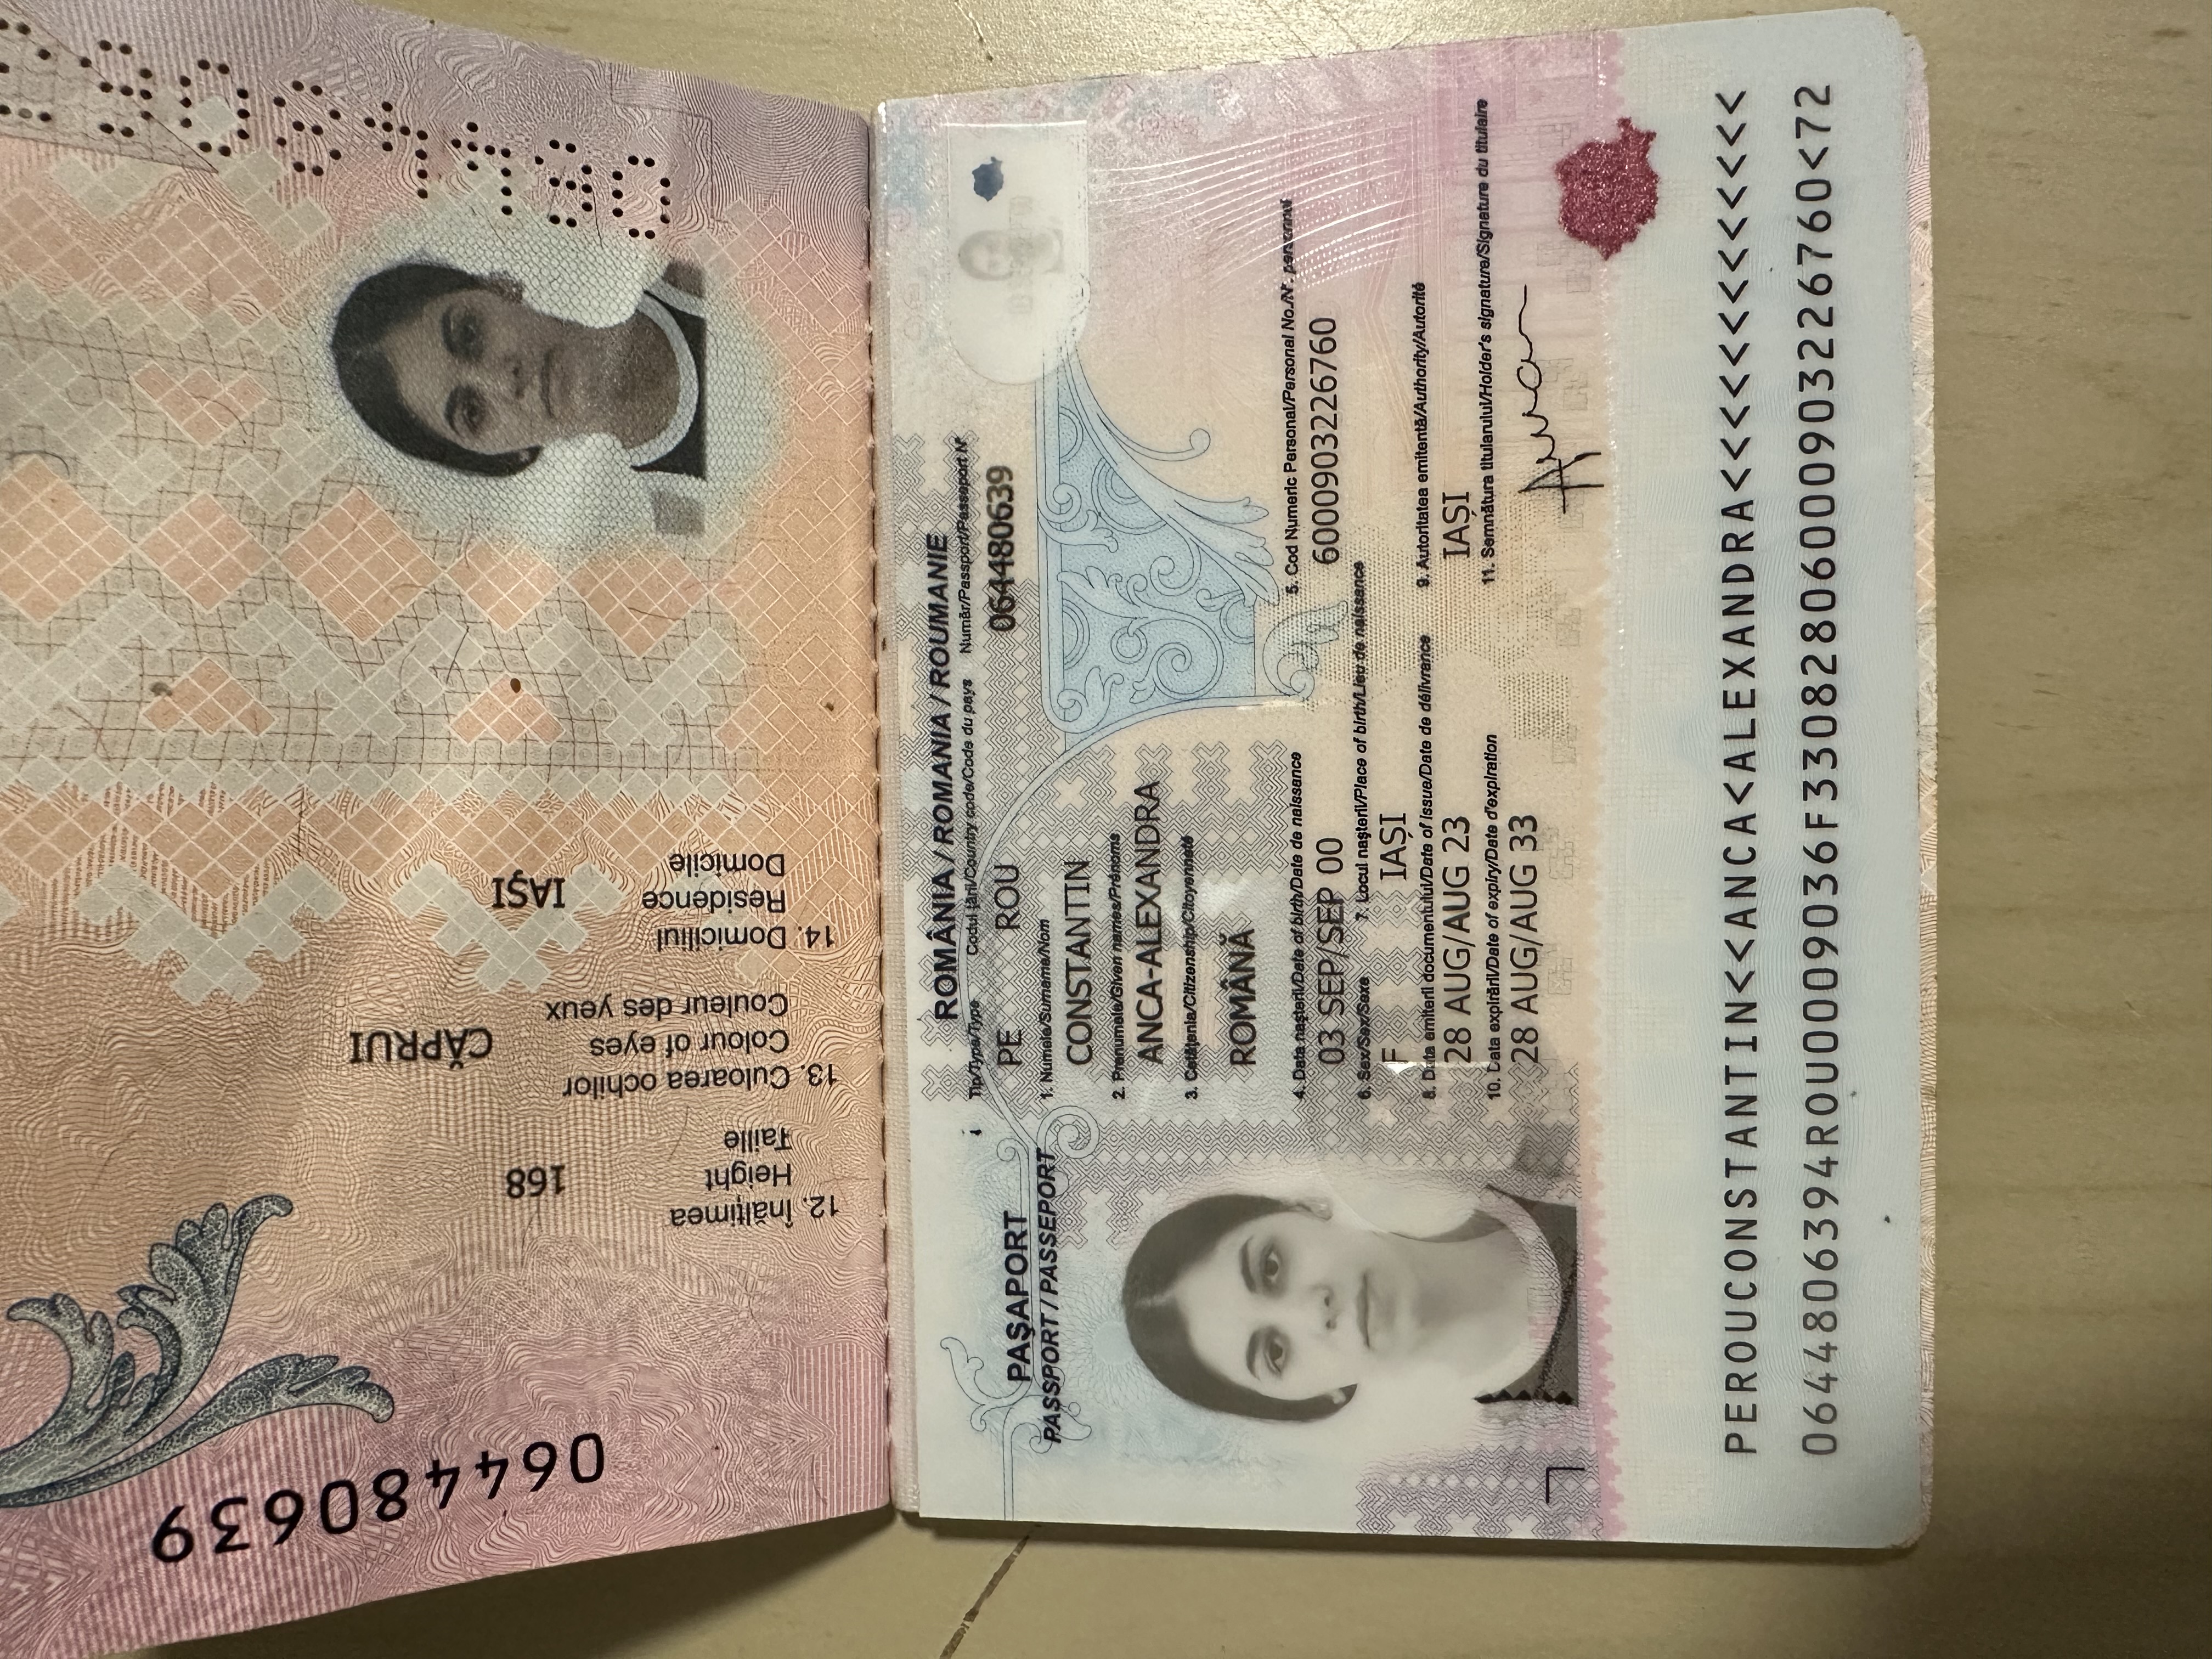 064480639
12. Înălțimea
Height
Taille
168
13. Culoarea ochilor
Colour of eyes
Couleur des yeux
CĂPRUI
14. Domiciliul
Residence
Domicile
IAȘI
ROMÂNIA / ROMANIA / ROUMANIE
PAȘAPORT
PASSPORT / PASSEPORT
Tip/Type/Type Codul țării/Country code/Code du pays Număr/Passport/Passeport Nº
PE ROU 064480639
1. Numele/Surname/Nom
CONSTANTIN
2. Prenumele/Given names/Prénoms
ANCA-ALEXANDRA
3. Cetățenia/Citizenship/Citoyenneté
ROMÂNĂ
4. Data nașterii/Date of birth/Date de naissance 5. Cod Numeric Personal/Personal No./Nº. personnel
03 SEP/SEP 00 6000903226760
6. Sex/Sex/Sexe 7. Locul nașterii/Place of birth/Lieu de naissance
F IAȘI
8. Data emiterii documentului/Date of issue/Date de délivrance 9. Autoritatea emitentă/Authority/Autorité
28 AUG/AUG 23 IAȘI
10. Data expirării/Date of expiry/Date d'expiration 11. Semnătura titularului/Holder's signature/Signature du titulaire
28 AUG/AUG 33
PEROUCONSTANTIN<<ANCA<ALEXANDRA<<<<<<<<<<<<<
0644806394ROU0009036F33082806000903226760<72